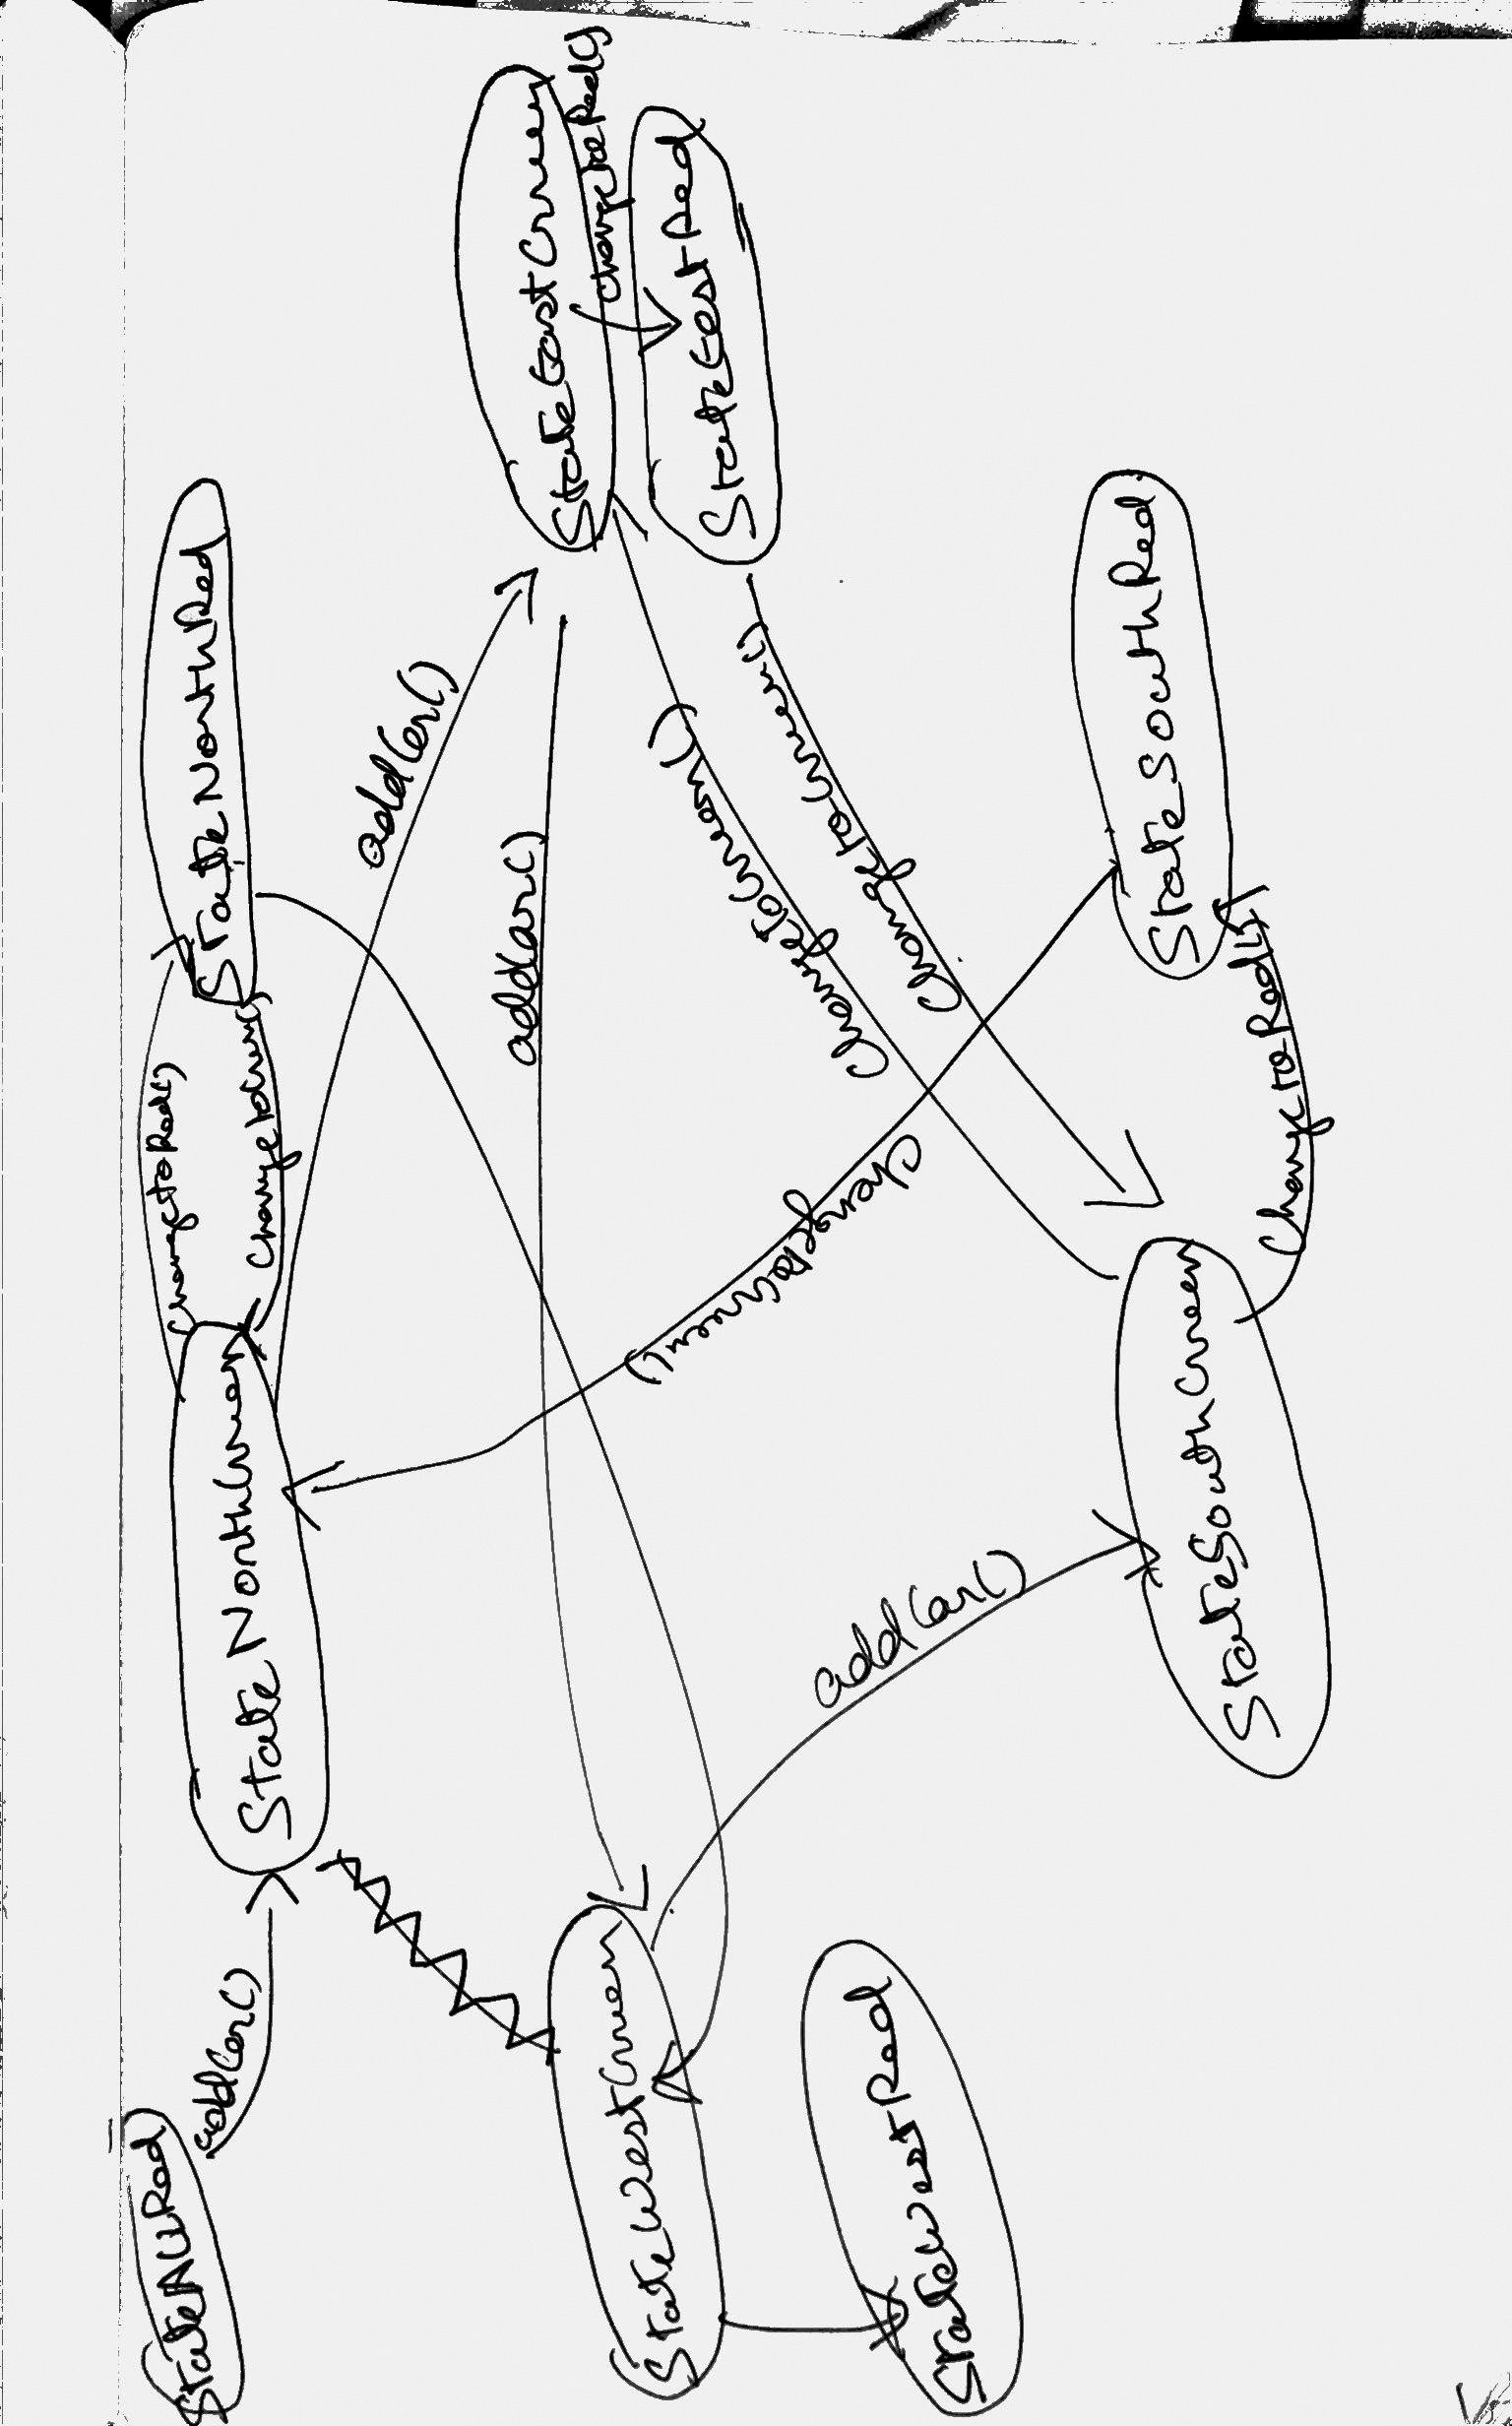 StateAllRed
addCar()
StateNorthGreen
ChangetoRed()
ChangetoGreen()
StateNorthRed
addCar()
addCar()
StateWestGreen
StateEastGreen
ChangetoRed()
StateEastRed
StateWestRed
ChangetoGreen()
ChangetoGreen()
ChangetoGreen()
addCar()
StateSouthGreen
ChangetoRed()
StateSouthRed